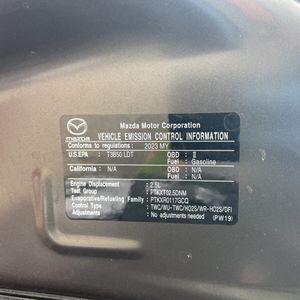 mazda
Mazda Motor Corporation
VEHICLE EMISSION CONTROL INFORMATION
Conforms to regulations: 2023 MY
U.S.EPA : T3B50 LDT OBD : II
Fuel : Gasoline
California : N/A OBD : N/A
Fuel : N/A
Engine Displacement : 2.5L
Test Group : PTKXT02.5DNM
Evaporative/Refueling Family : PTKXR0117GCQ
Control Type : TWC/WU-TWC/HO2S/WR-HO2S/DFI
Adjustments : No adjustments needed (PW19)